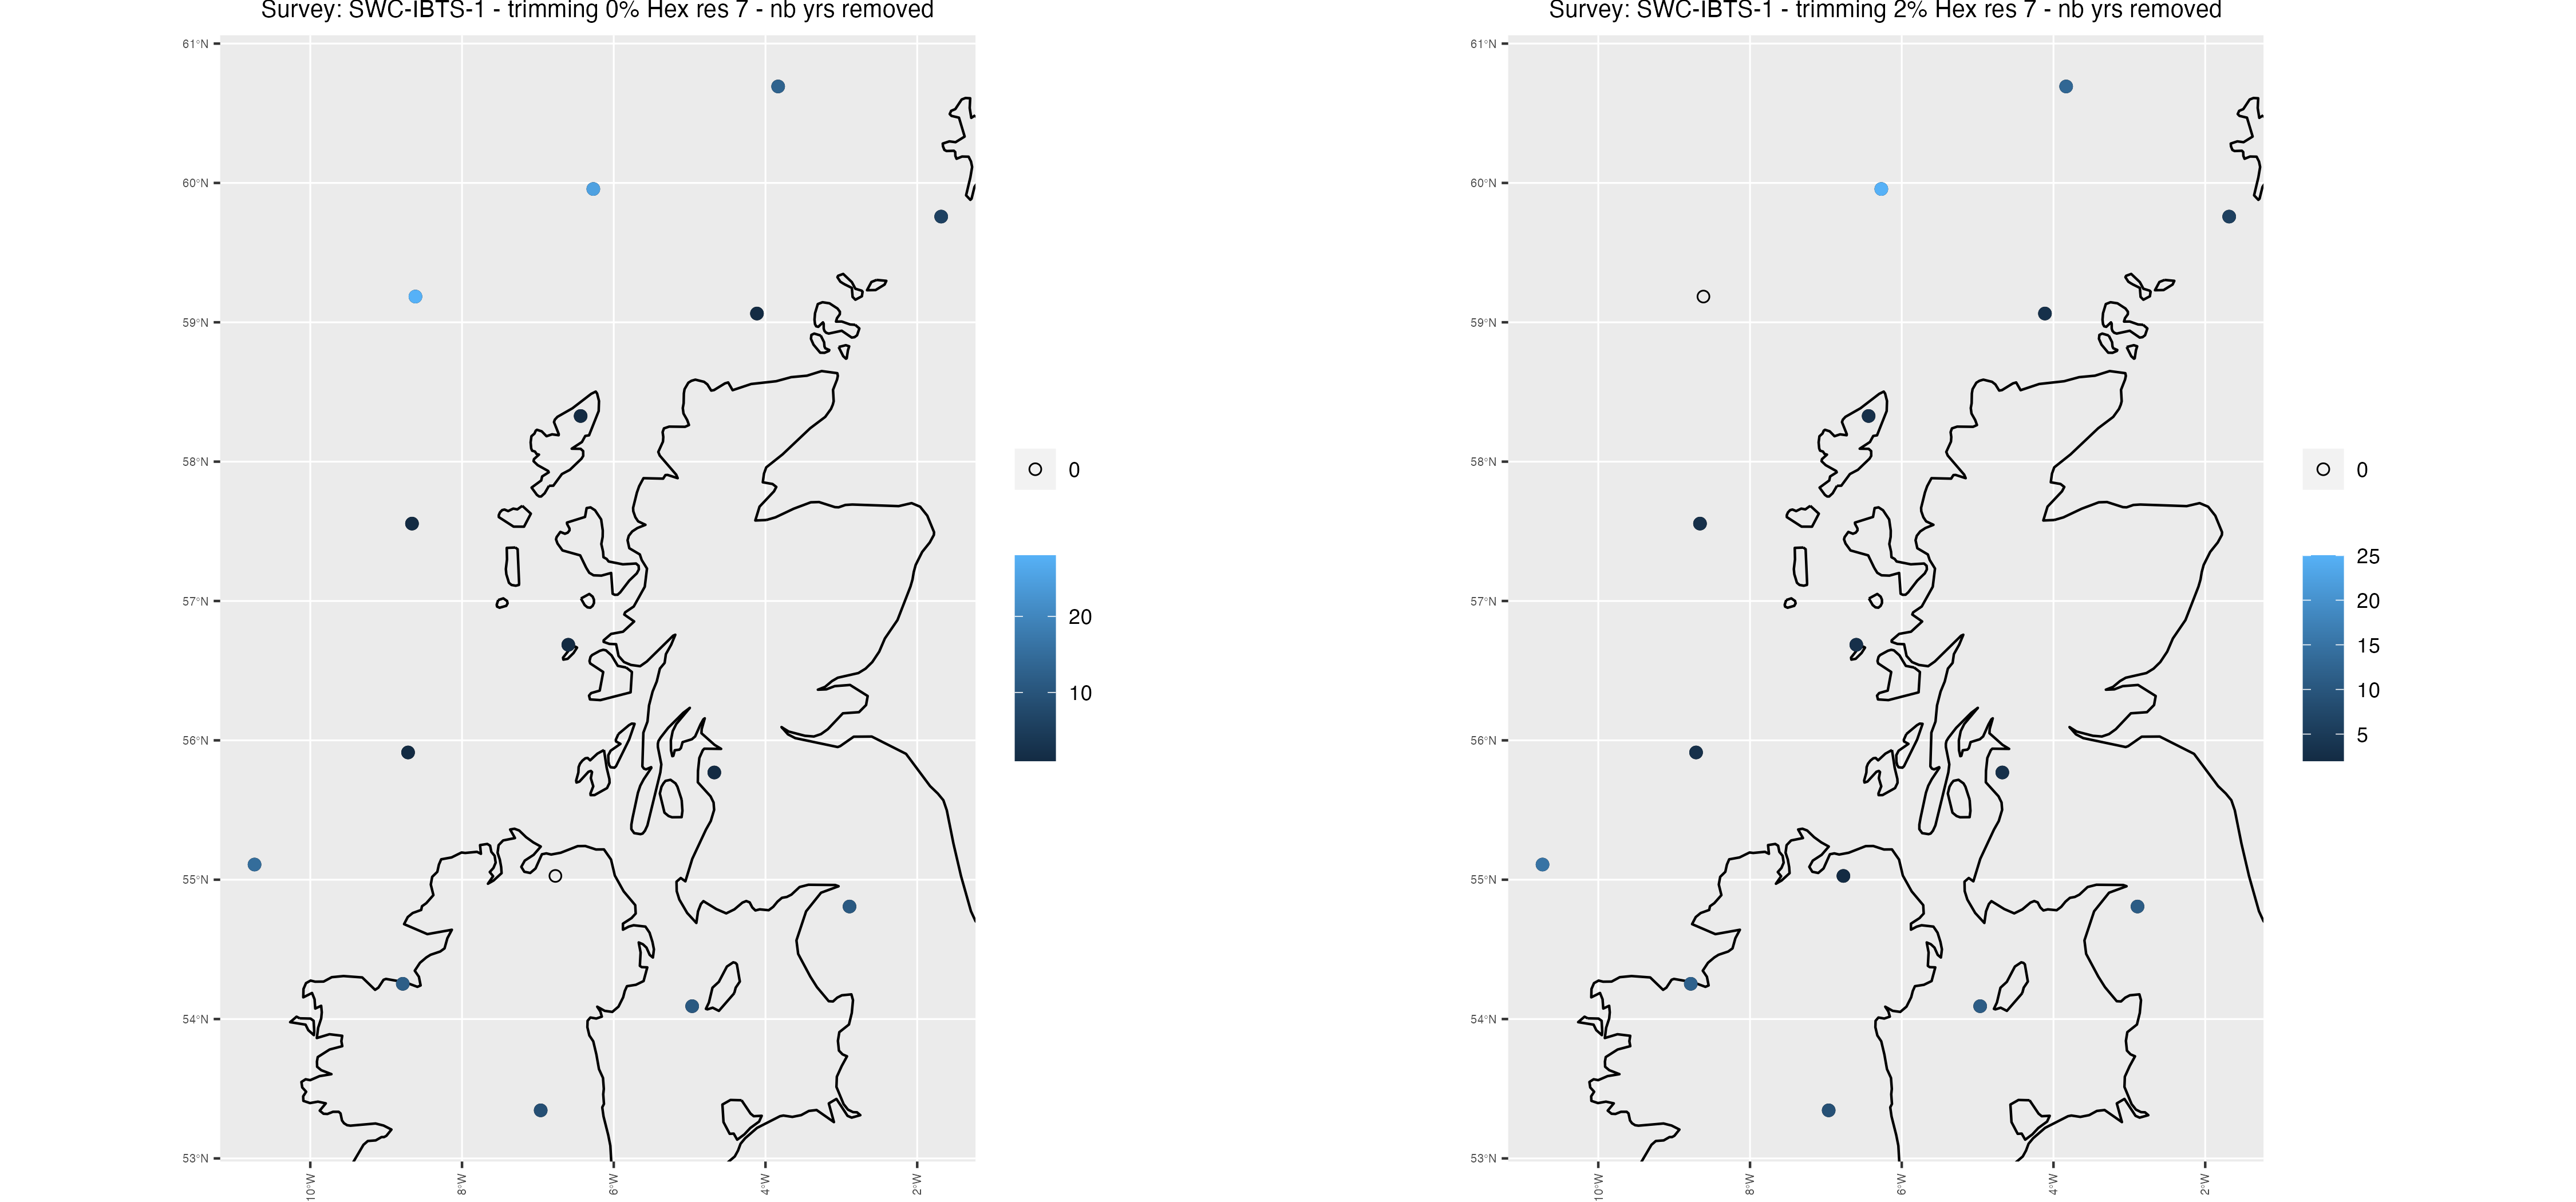 Survey: SWC-IBTS-1 - trimming 0% Hex res 7 - nb yrs removed
61°N
60°N
59°N
58°N
57°N
56°N
55°N
54°N
53°N
10°W
8°W
6°W
4°W
2°W
0
20
10
Survey: SWC-IBTS-1 - trimming 2% Hex res 7 - nb yrs removed
61°N
60°N
59°N
58°N
57°N
56°N
55°N
54°N
53°N
10°W
8°W
6°W
4°W
2°W
0
25
20
15
10
5